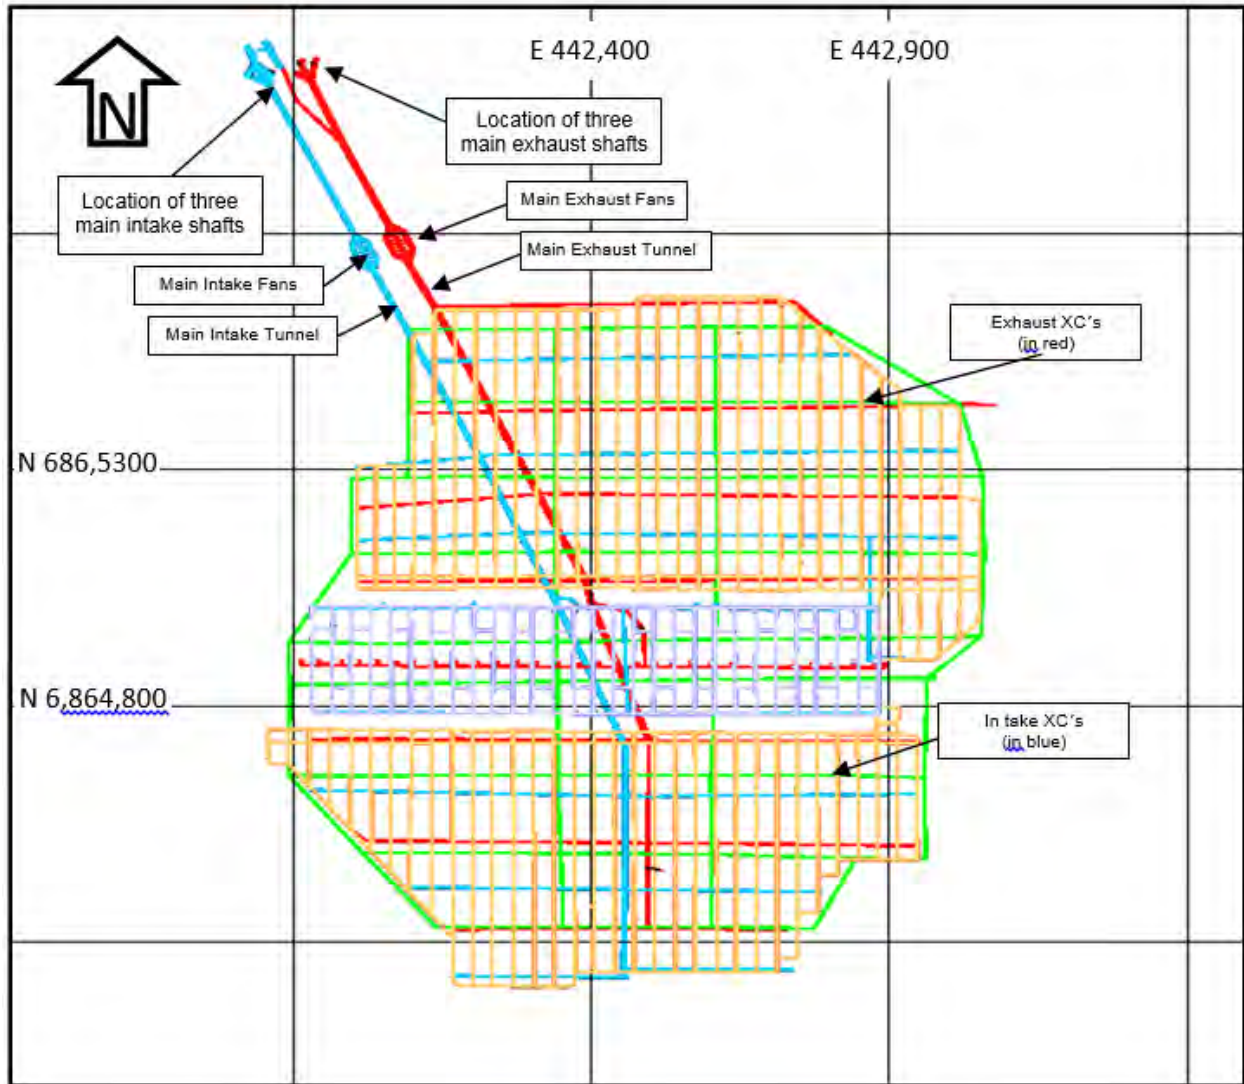 E 442,400
E 442,900
N
Location of three
main exhaust shafts
Location of three
main intake shafts
Main Exhaust Fans
Main Exhaust Tunnel
Main Intake Fans
Main Intake Tunnel
Exhaust XC´s
(in red)
N 686,5300
N 6,864,800
In take XC´s
(in blue)